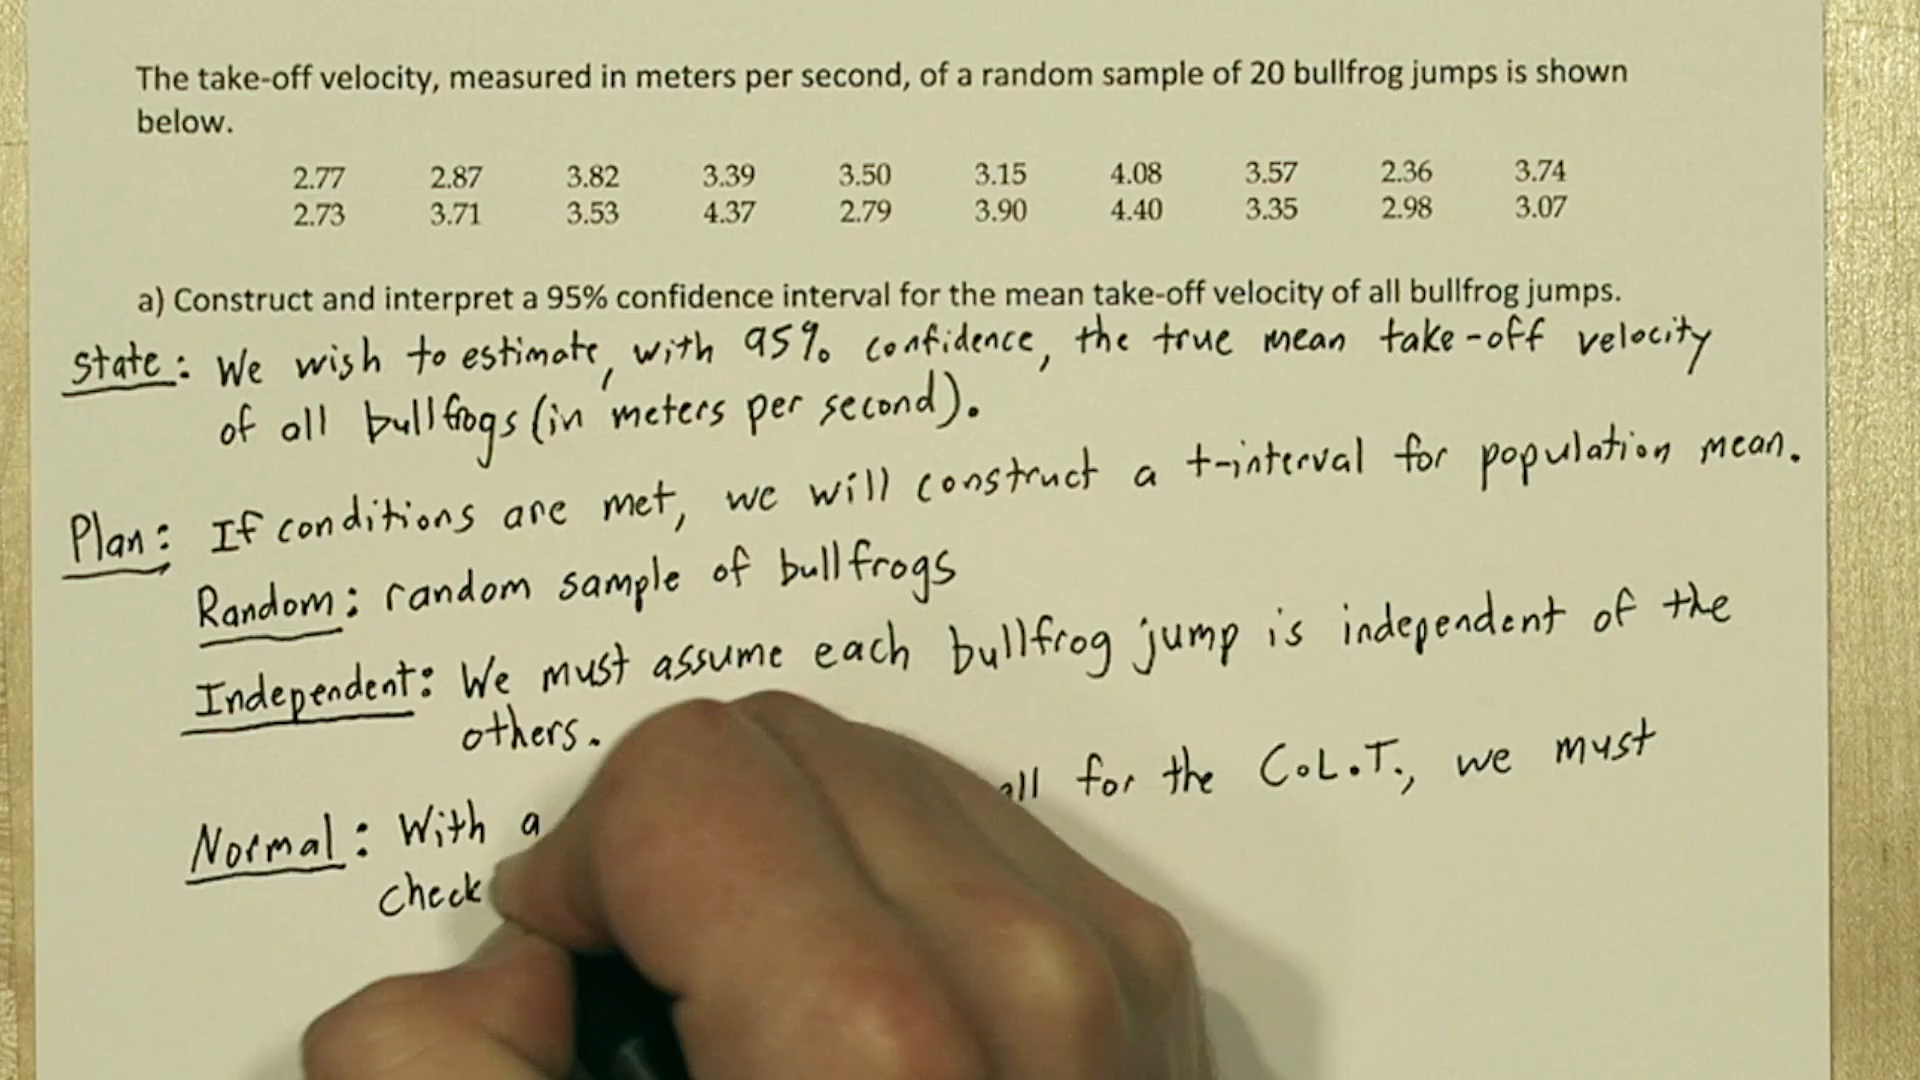 The take-off velocity, measured in meters per second, of a random sample of 20 bullfrog jumps is shown
below.
2.77 2.87 3.82 3.39 3.50 3.15 4.08 3.57 2.36 3.74
2.73 3.71 3.53 4.37 2.79 3.90 4.40 3.35 2.98 3.07
a) Construct and interpret a 95% confidence interval for the mean take-off velocity of all bullfrog jumps.
State: We wish to estimate, with 95% confidence, the true mean take-off velocity
of all bullfrogs (in meters per second).
Plan: If conditions are met, we will construct a t-interval for population mean.
Random: random sample of bullfrogs
Independent: We must assume each bullfrog jump is independent of the
others.
Normal: With a for the C.L.T., we must
check